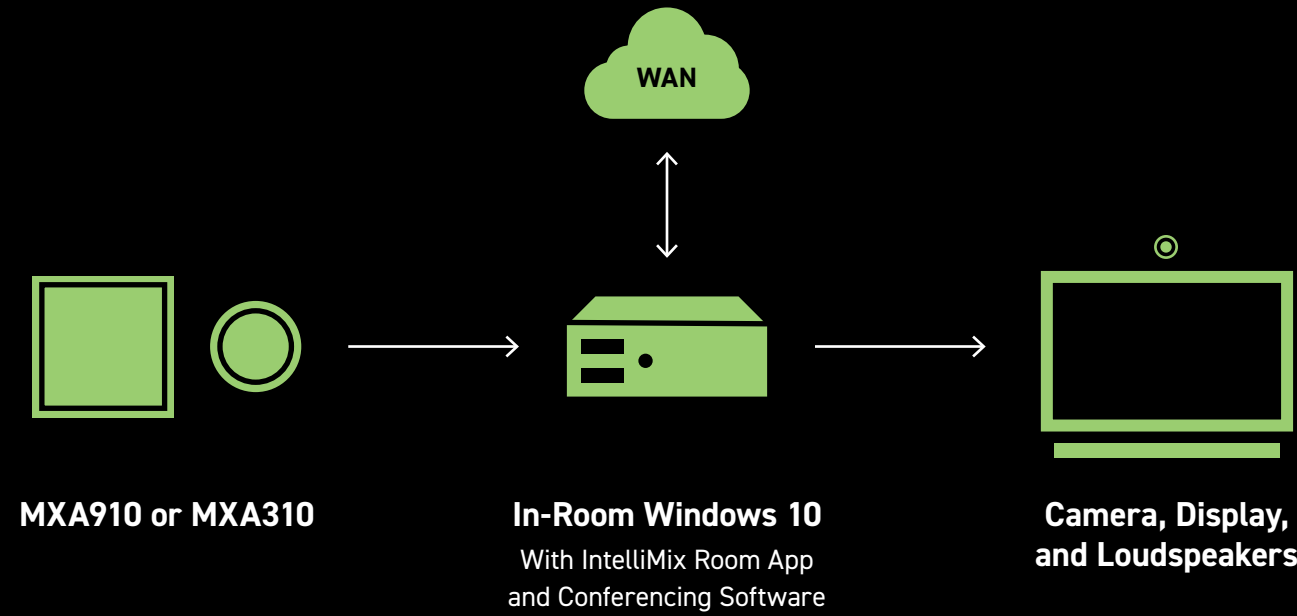 WAN
MXA910 or MXA310
In-Room Windows 10
With IntelliMix Room App
and Conferencing Software
Camera, Display,
and Loudspeakers